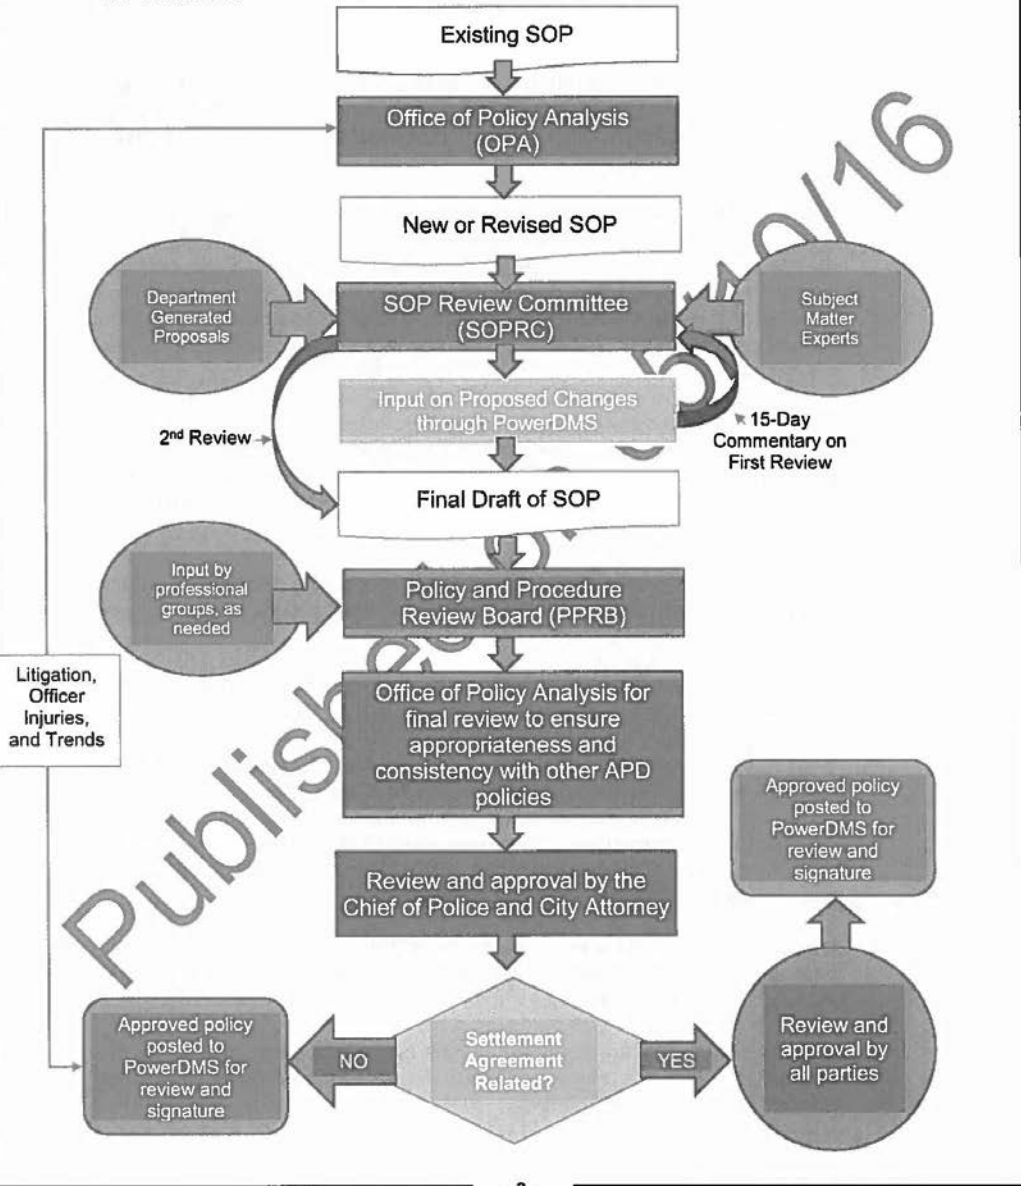 Existing SOP
Office of Policy Analysis
(OPA)
New or Revised SOP
Department
Generated
Proposals
SOP Review Committee
(SOPRC)
Subject
Matter
Experts
Input on Proposed Changes
through PowerDMS
2nd Review
15-Day
Commentary on
First Review
Final Draft of SOP
Input by
professional
groups, as
needed
Policy and Procedure
Review Board (PPRB)
Litigation,
Officer
Injuries,
and Trends
Office of Policy Analysis for
final review to ensure
appropriateness and
consistency with other APD
policies
Approved policy
posted to
PowerDMS for
review and
signature
Review and approval by the
Chief of Police and City Attorney
Approved policy
posted to
PowerDMS for
review and
signature
NO
Settlement
Agreement
Related?
YES
Review and
approval by
all parties
Published